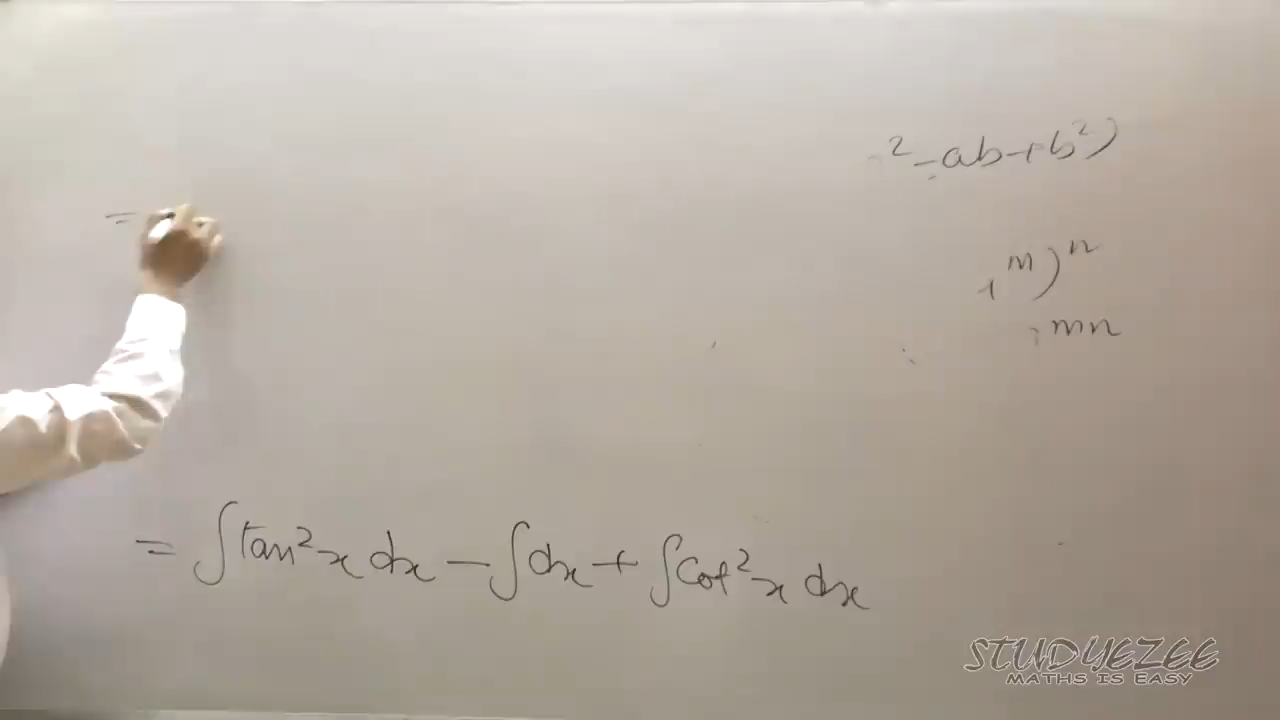 ² - ab + b²)
m)ⁿ
mn
=
= ∫tan²x dx - ∫dx + ∫cot²x dx
STUDYEZEE
MATHS IS EASY